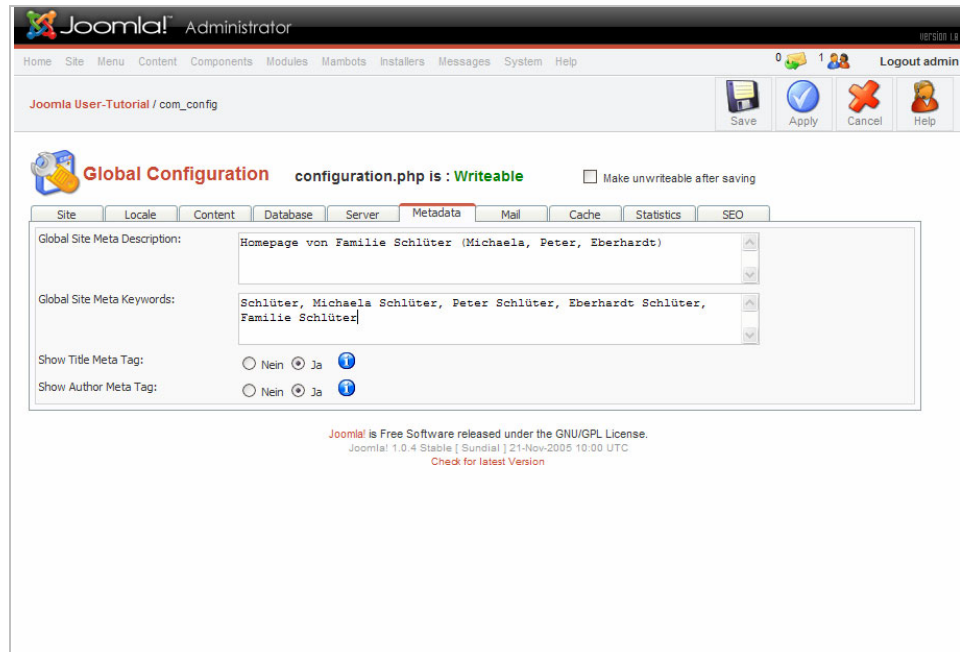 Joomla! Administrator
version 1.0
Home Site Menu Content Components Modules Mambots Installers Messages System Help 0 1 Logout admin
Joomla User-Tutorial / com_config
Save Apply Cancel Help
Global Configuration configuration.php is : Writeable Make unwriteable after saving
Site Locale Content Database Server Metadata Mail Cache Statistics SEO
Global Site Meta Description: Homepage von Familie Schlüter (Michaela, Peter, Eberhardt)
Global Site Meta Keywords: Schlüter, Michaela Schlüter, Peter Schlüter, Eberhardt Schlüter,
Familie Schlüter
Show Title Meta Tag: Nein Ja
Show Author Meta Tag: Nein Ja
Joomla! is Free Software released under the GNU/GPL License.
Joomla! 1.0.4 Stable [ Sundial ] 21-Nov-2005 10:00 UTC
Check for latest Version